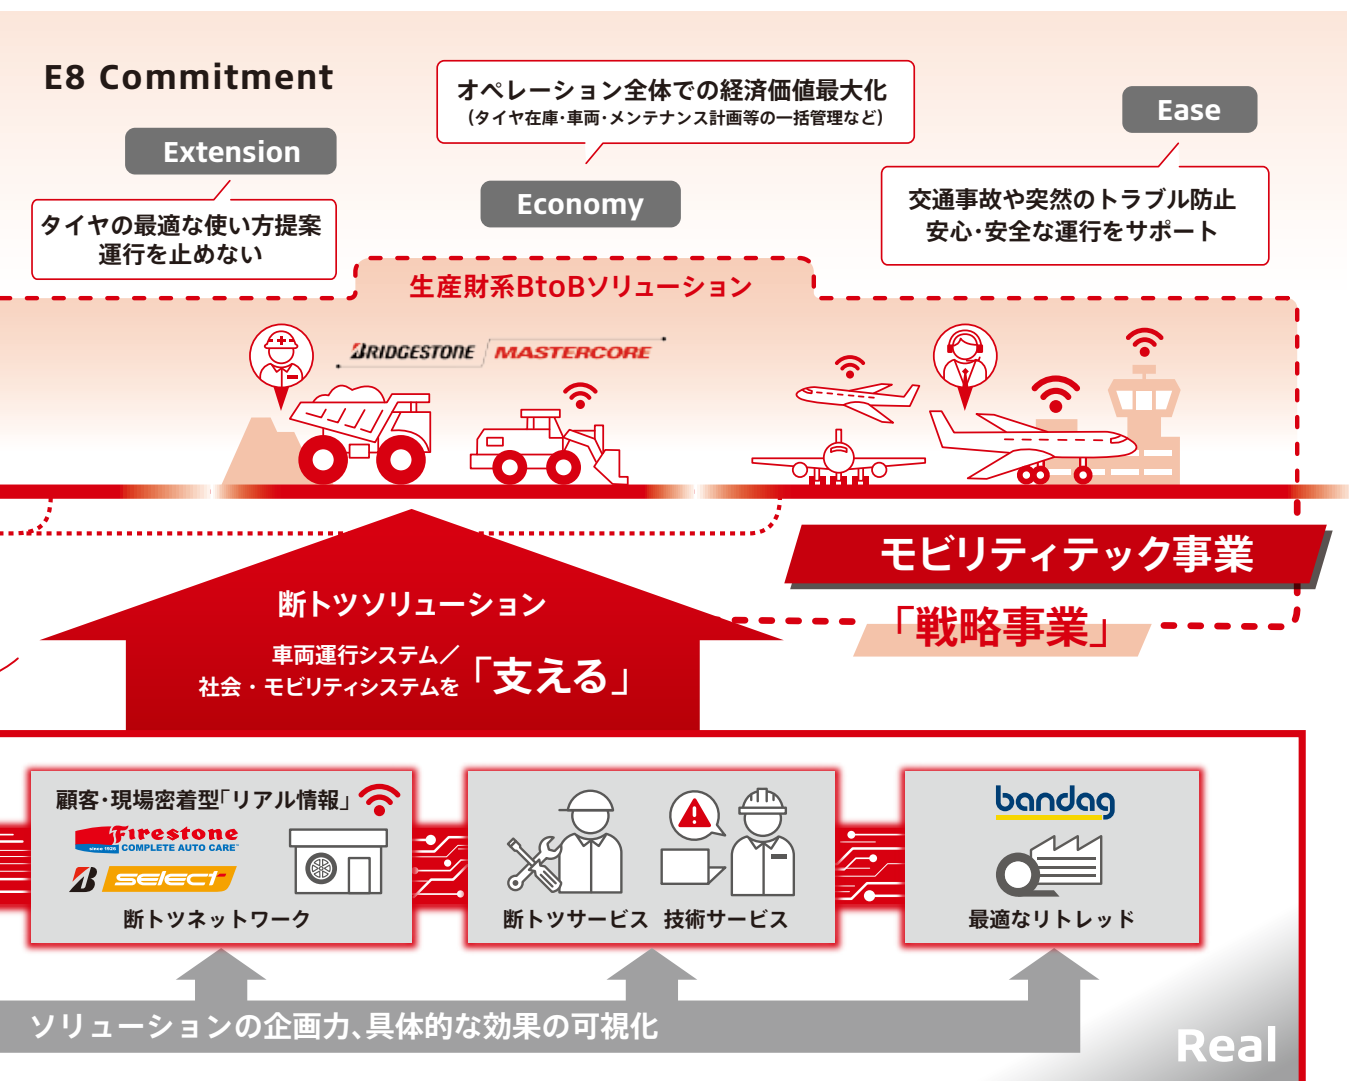 E8 Commitment
オペレーション全体での経済価値最大化
(タイヤ在庫・車両・メンテナンス計画等の一括管理など)
Ease
Extension
Economy
タイヤの最適な使い方提案
運行を止めない
交通事故や突然のトラブル防止
安心・安全な運行をサポート
生産財系BtoBソリューション
BRIDGESTONE MASTERCORE
モビリティテック事業
「戦略事業」
断トツソリューション
車両運行システム／
社会・モビリティシステムを「支える」
顧客・現場密着型「リアル情報」
Firestone
since 1926 COMPLETE AUTO CARE
B select
断トツネットワーク
断トツサービス 技術サービス
bandag
最適なリトレッド
ソリューションの企画力、具体的な効果の可視化
Real